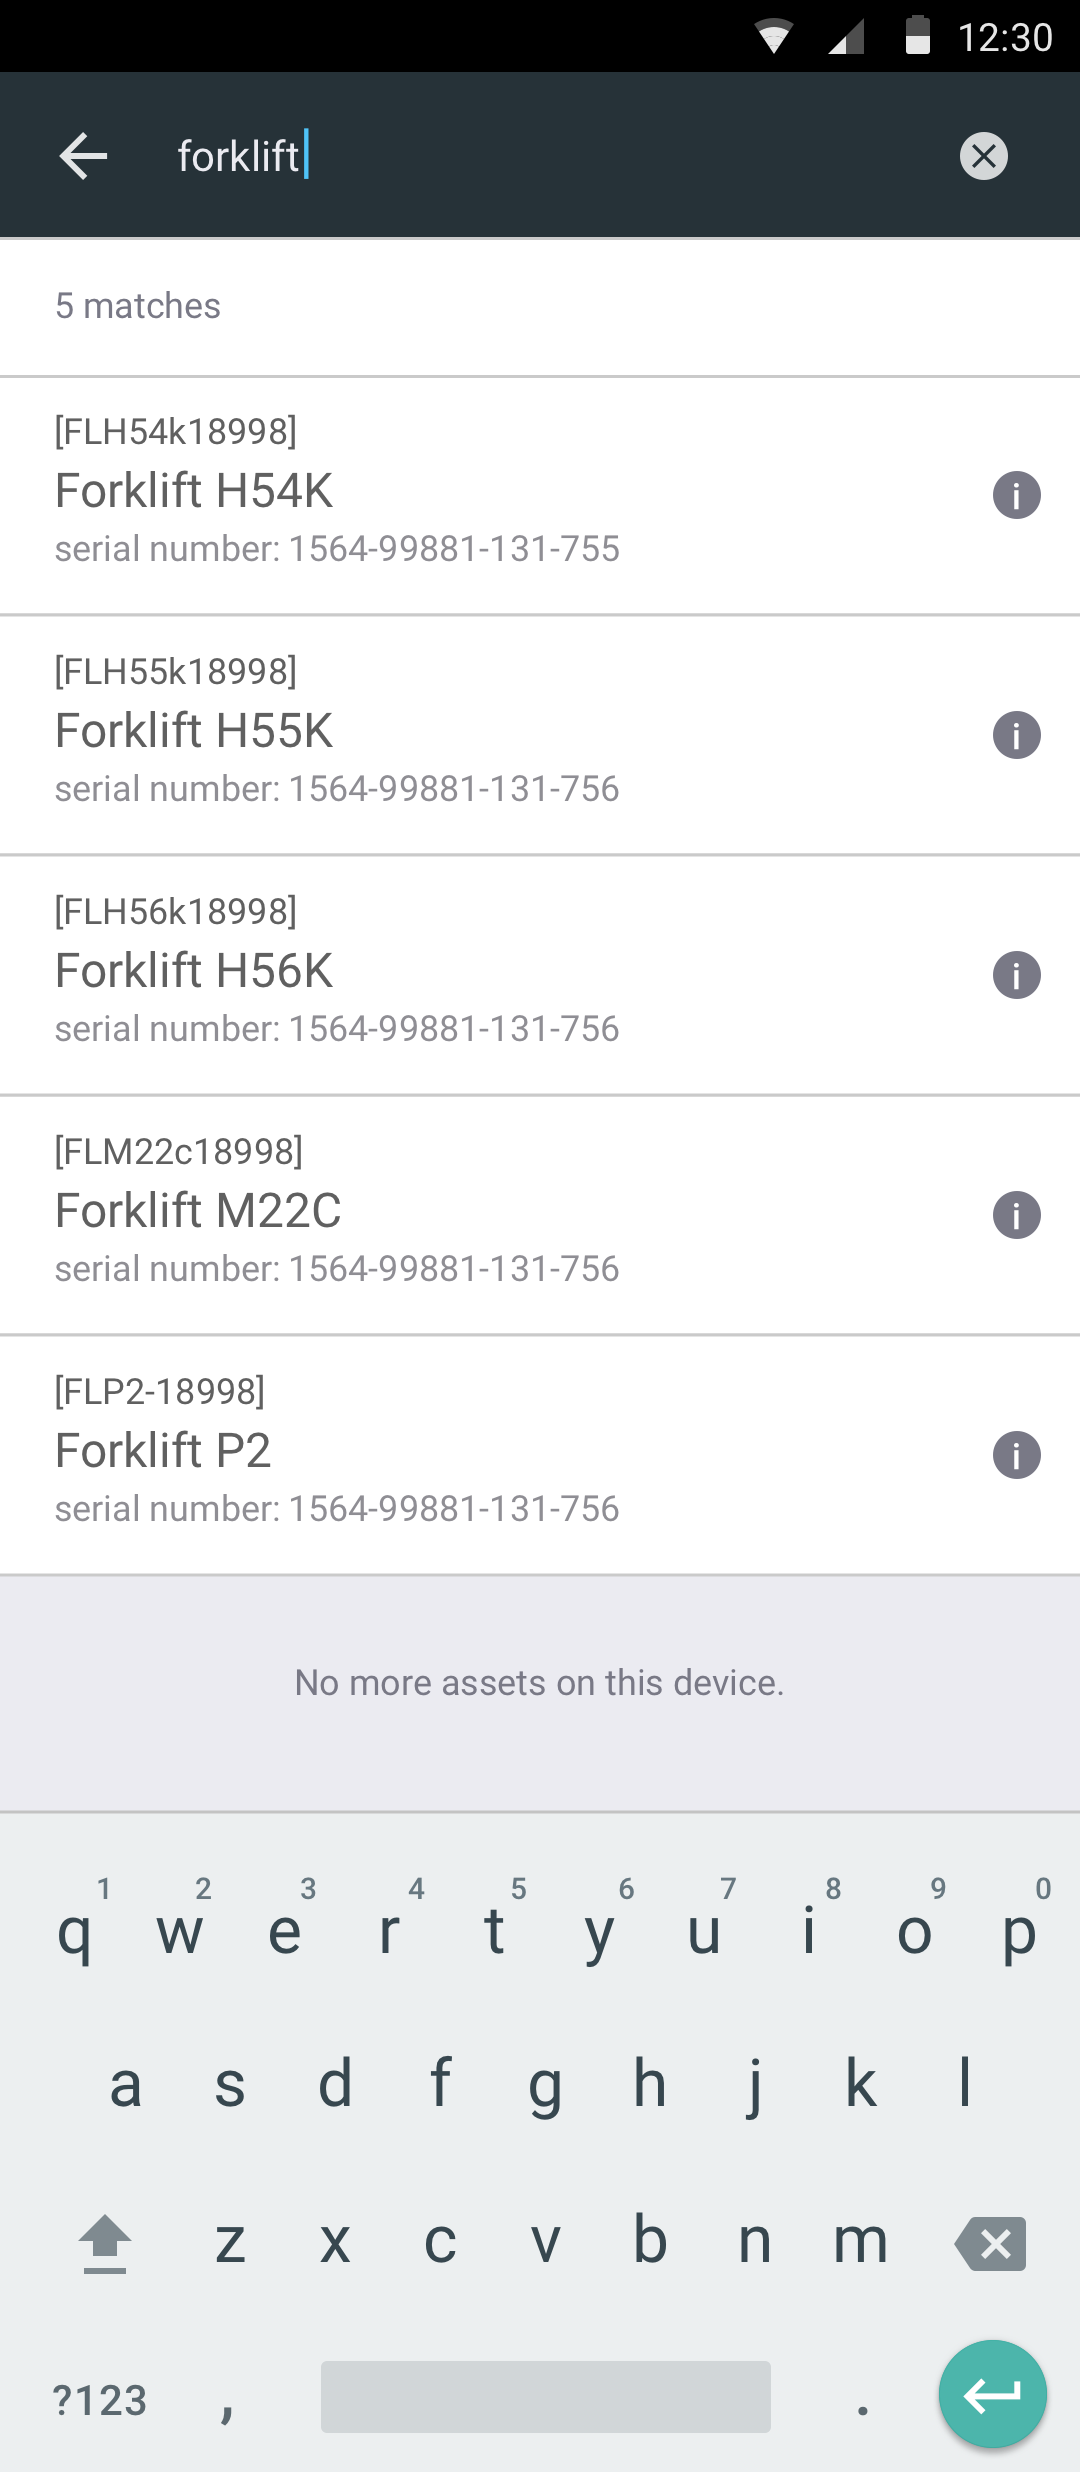 12:30
forklift
5 matches
[FLH54k18998]
Forklift H54K
serial number: 1564-99881-131-755
[FLH55k18998]
Forklift H55K
serial number: 1564-99881-131-756
[FLH56k18998]
Forklift H56K
serial number: 1564-99881-131-756
[FLM22c18998]
Forklift M22C
serial number: 1564-99881-131-756
[FLP2-18998]
Forklift P2
serial number: 1564-99881-131-756
No more assets on this device.
1 2 3 4 5 6 7 8 9 0
q w e r t y u i o p
a s d f g h j k l
z x c v b n m
?123 , .